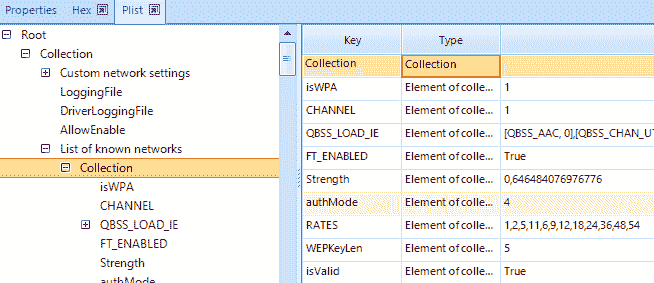 Properties Hex Plist
Root
Collection
Custom network settings
LoggingFile
DriverLoggingFile
AllowEnable
List of known networks
Collection
isWPA
CHANNEL
QBSS_LOAD_IE
FT_ENABLED
Strength
authMode
Key Type
Collection Collection
isWPA Element of colle... 1
CHANNEL Element of colle... 1
QBSS_LOAD_IE Element of colle... [QBSS_AAC, 0],[QBSS_CHAN_UT
FT_ENABLED Element of colle... True
Strength Element of colle... 0,646484076976776
authMode Element of colle... 4
RATES Element of colle... 1,2,5,11,6,9,12,18,24,36,48,54
WEPKeyLen Element of colle... 5
isValid Element of colle... True